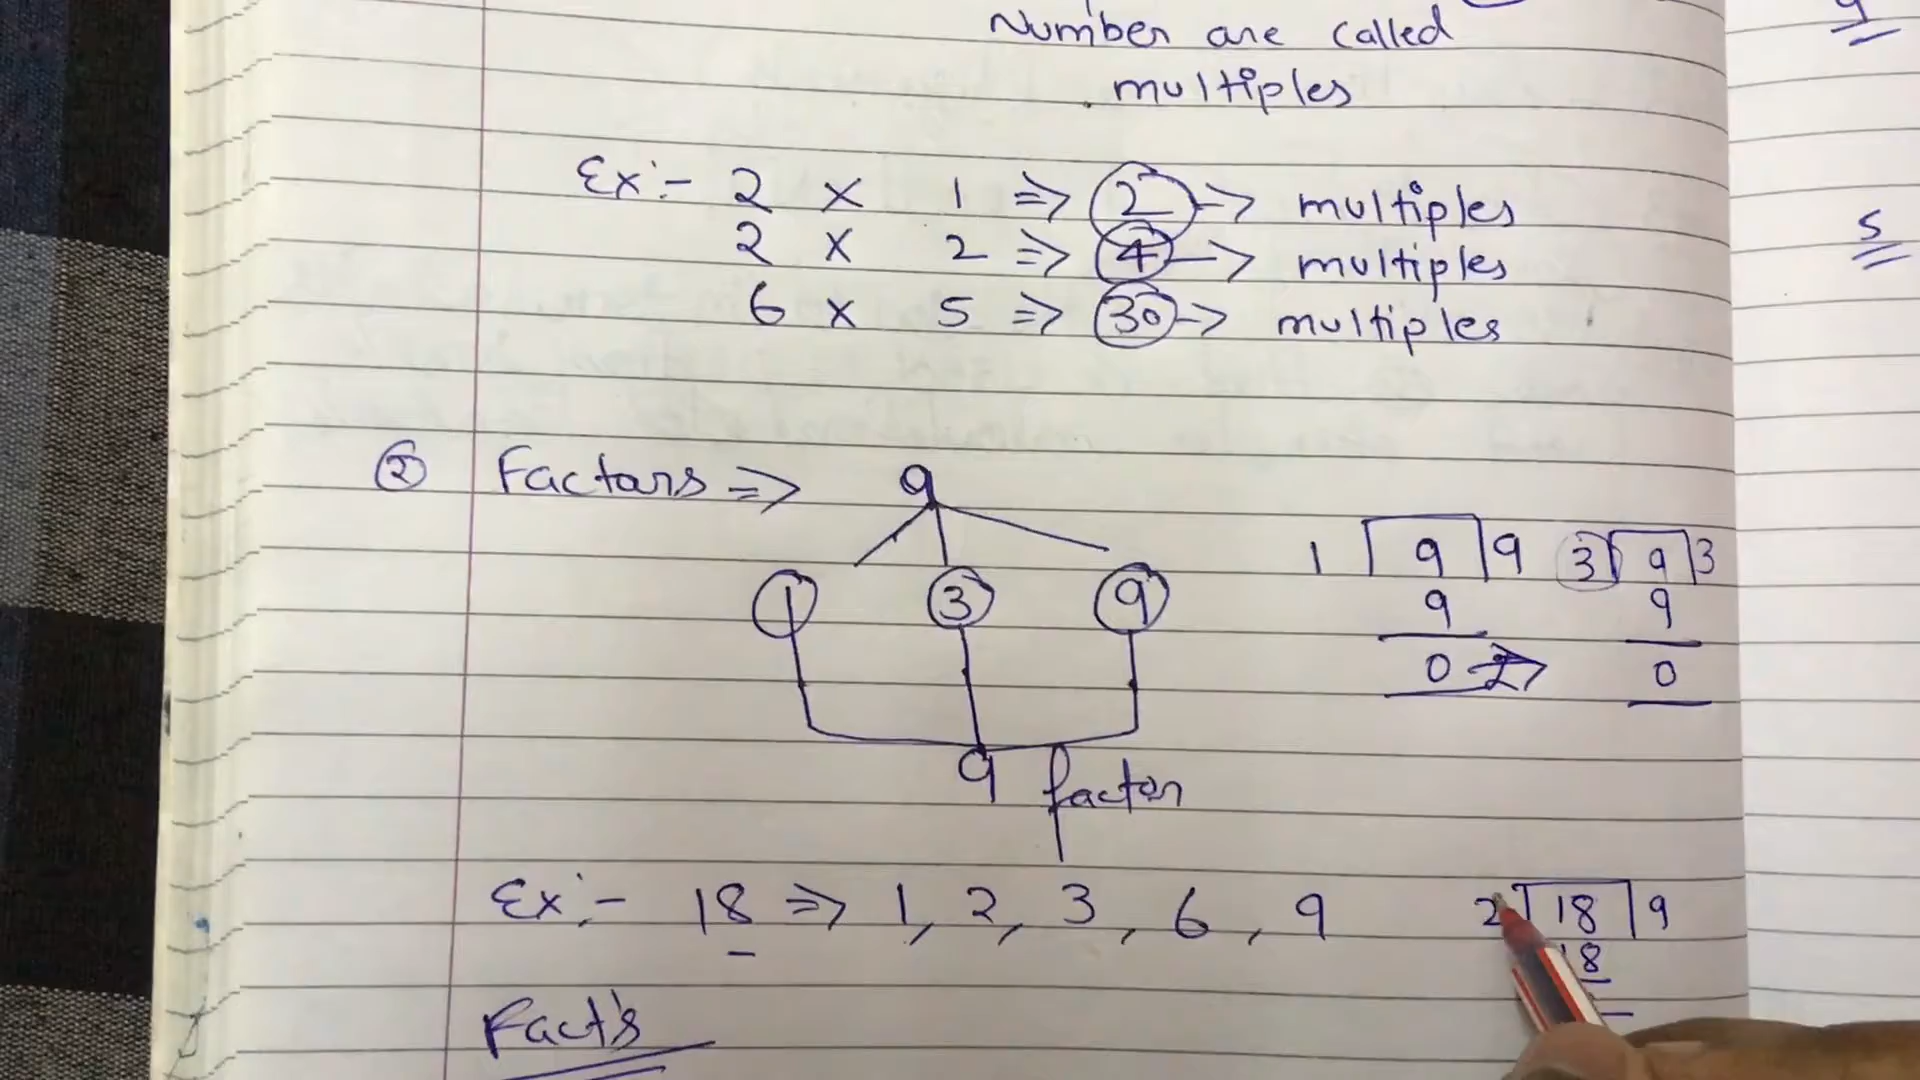 Number are called
multiples
Ex:- 2 x 1 => 2 -> multiples
2 x 2 => 4 -> multiples
6 x 5 => 30 -> multiples
② Factors => 9
1 3 9
9 factor
1 9 9
9
0
3 9 3
9
0
Ex:- 18 => 1, 2, 3, 6, 9
2 18 9
18
Fact's
5